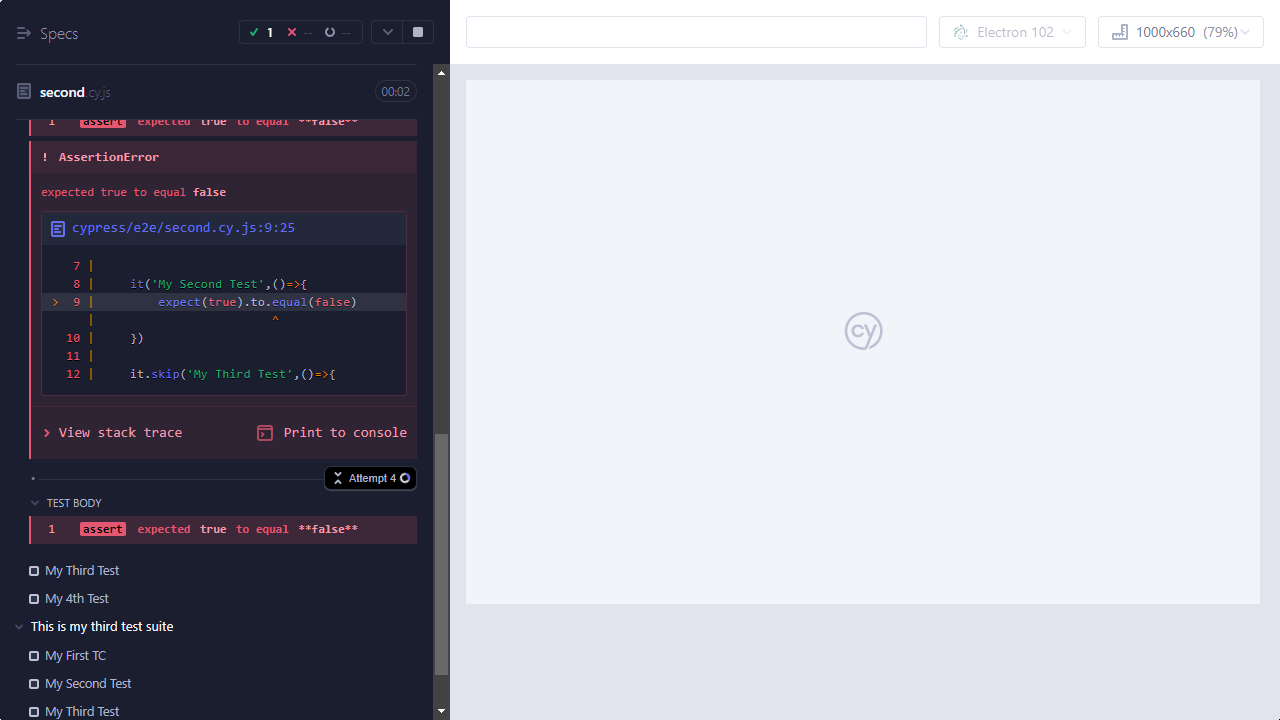 Specs
1 -- --
Electron 102
1000x660 (79%)
second.cy.js
00:02
1 assert expected true to equal **false**
! AssertionError
expected true to equal false
cypress/e2e/second.cy.js:9:25
7 |
8 | it('My Second Test',()=>{
> 9 | expect(true).to.equal(false)
| ^
10 | })
11 |
12 | it.skip('My Third Test',()=>{
View stack trace
Print to console
Attempt 4
TEST BODY
1 assert expected true to equal **false**
My Third Test
My 4th Test
This is my third test suite
My First TC
My Second Test
My Third Test
cy